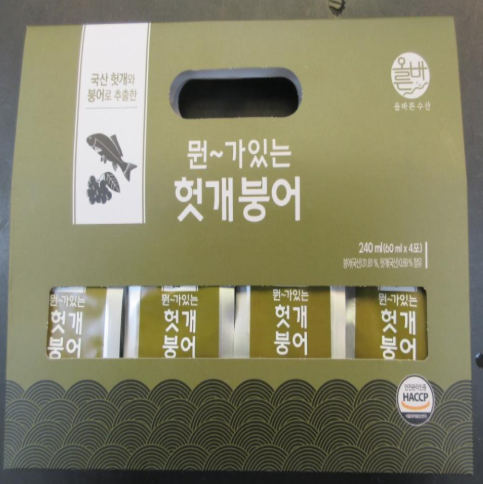 국산 헛개와
붕어로 추출한
올바른
올바른수산
뭔~가있는
헛개붕어
240 ml(60 ml x 4포)
뭔~가있는
헛개
붕어
뭔~가있는
헛개
붕어
뭔~가있는
헛개
붕어
뭔~가있는
헛개
붕어
HACCP